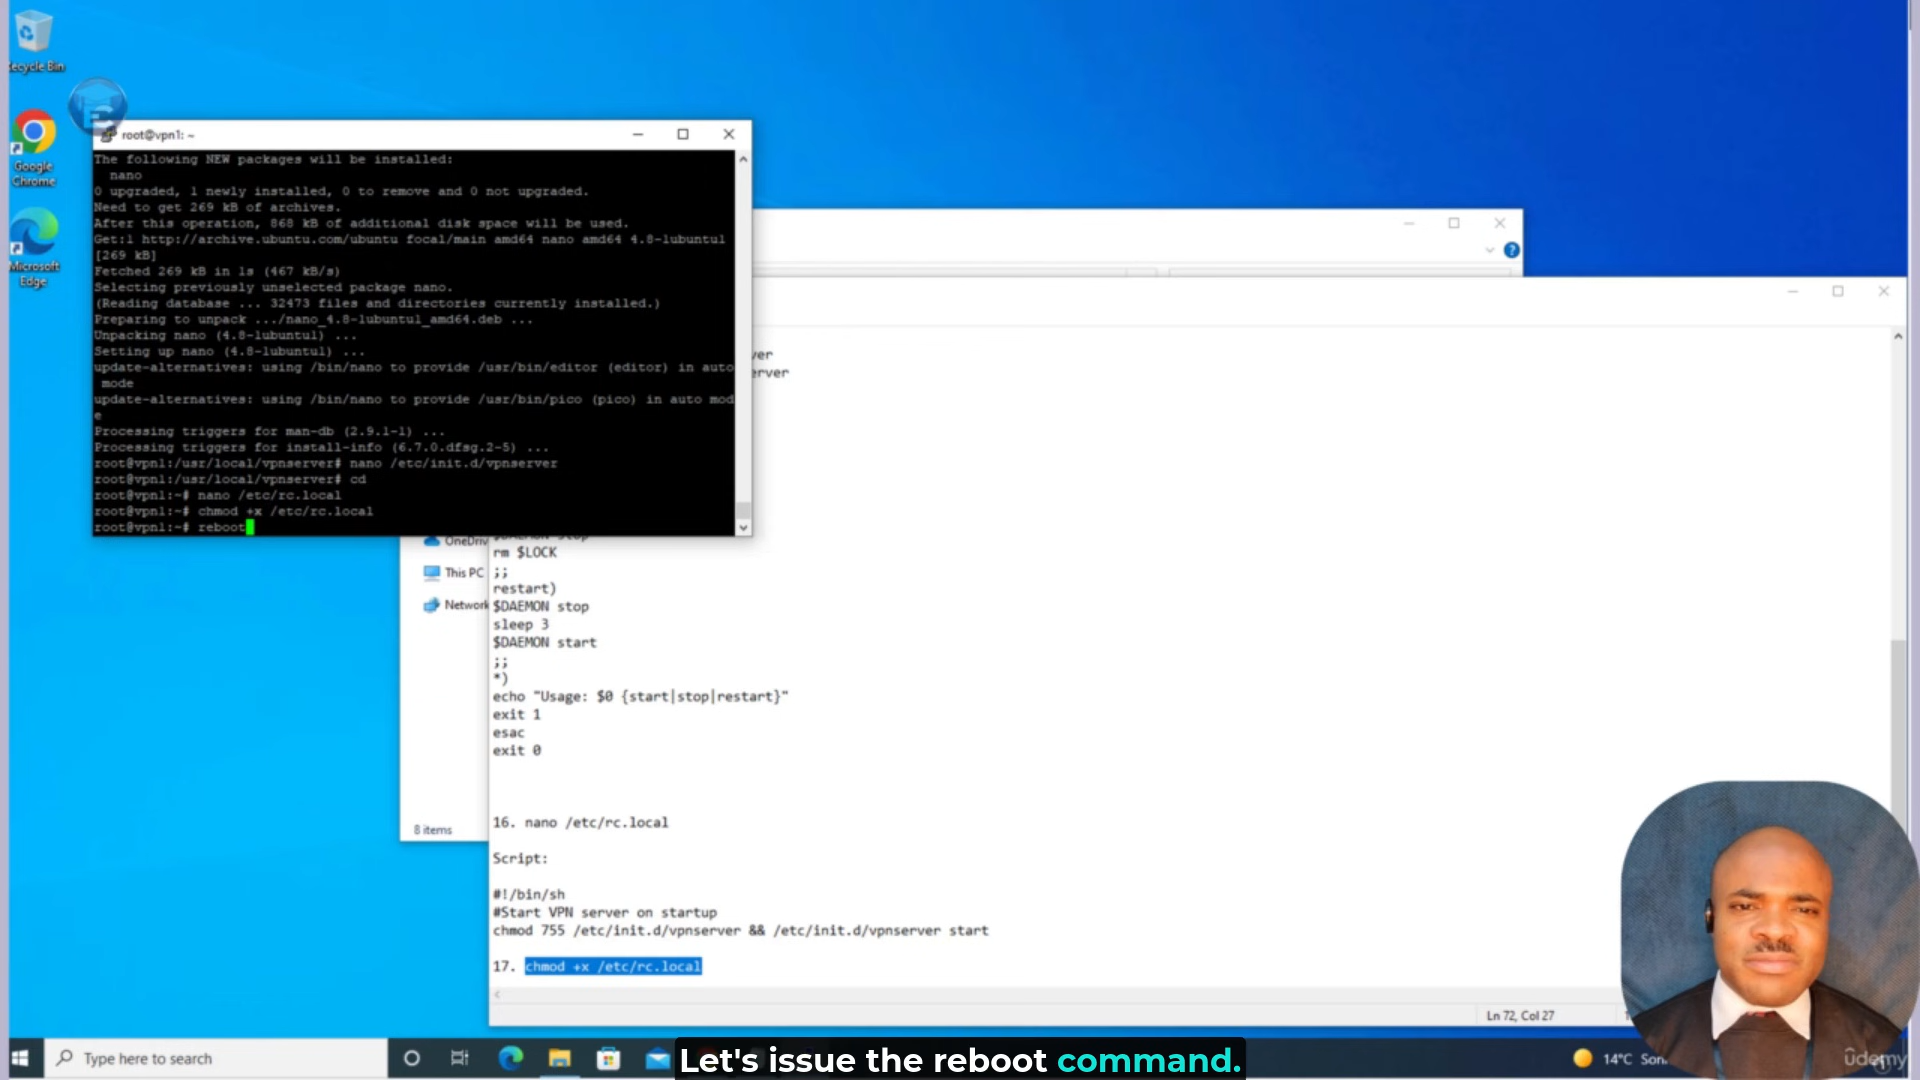 Recycle Bin
Google Chrome
Microsoft Edge
root@vpn1: ~
The following NEW packages will be installed:
nano
0 upgraded, 1 newly installed, 0 to remove and 0 not upgraded.
Need to get 269 kB of archives.
After this operation, 868 kB of additional disk space will be used.
Get:1 http://archive.ubuntu.com/ubuntu focal/main amd64 nano amd64 4.8-1ubuntu1
[269 kB]
Fetched 269 kB in 1s (467 kB/s)
Selecting previously unselected package nano.
(Reading database ... 32473 files and directories currently installed.)
Preparing to unpack .../nano_4.8-1ubuntu1_amd64.deb ...
Unpacking nano (4.8-1ubuntu1) ...
Setting up nano (4.8-1ubuntu1) ...
update-alternatives: using /bin/nano to provide /usr/bin/editor (editor) in auto
mode
update-alternatives: using /bin/nano to provide /usr/bin/pico (pico) in auto mod
e
Processing triggers for man-db (2.9.1-1) ...
Processing triggers for install-info (6.7.0.dfsg.2-5) ...
root@vpn1:/usr/local/vpnserver# nano /etc/init.d/vpnserver
root@vpn1:/usr/local/vpnserver# cd
root@vpn1:~# nano /etc/rc.local
root@vpn1:~# chmod +x /etc/rc.local
root@vpn1:~# reboot
ver
erver
OneDriv
This PC
Network
8 items
$DAEMON stop
rm $LOCK
;;
restart)
$DAEMON stop
sleep 3
$DAEMON start
;;
*)
echo "Usage: $0 {start|stop|restart}"
exit 1
esac
exit 0
16. nano /etc/rc.local
Script:
#!/bin/sh
#Start VPN server on startup
chmod 755 /etc/init.d/vpnserver && /etc/init.d/vpnserver start
17. chmod +x /etc/rc.local
Ln 72, Col 27
Type here to search
Let's issue the reboot command.
14°C
ûdemy